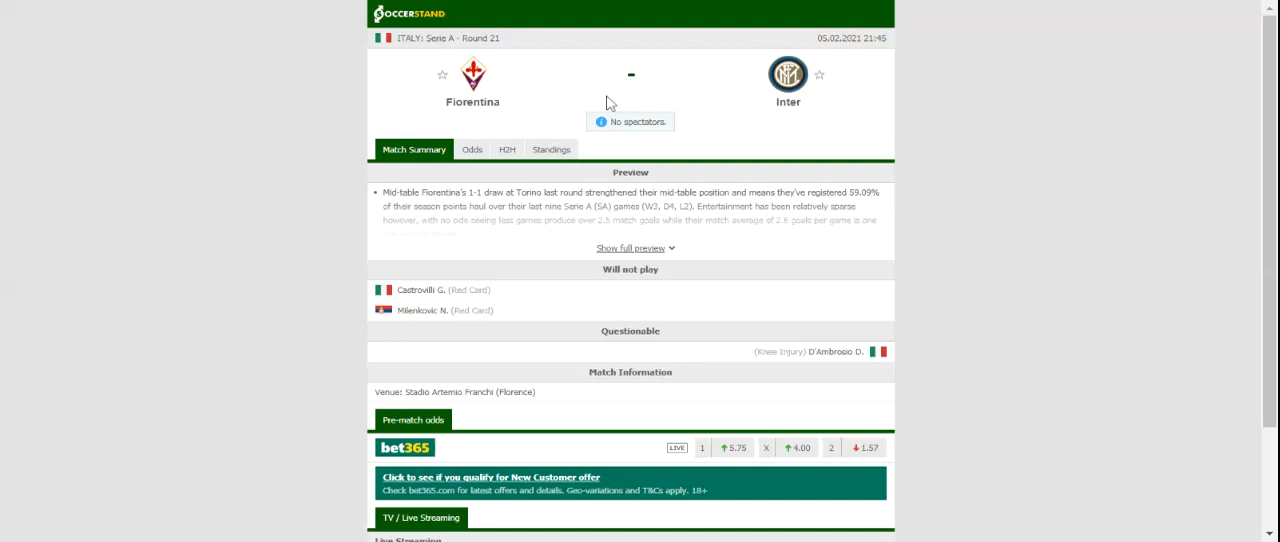 SOCCERSTAND
ITALY: Serie A - Round 21
05.02.2021 21:45
-
Fiorentina
Inter
No spectators.
Match Summary
Odds
H2H
Standings
Preview
Mid-table Fiorentina's 1-1 draw at Torino last round strengthened their mid-table position and means they've registered 59.09%
of their season points haul over their last nine Serie A (SA) games (W3, D4, L2). Entertainment has been relatively sparse
however, with no side seeing less games produce over 2.5 match goals while their match average of 2.6 goals per game is one
Show full preview
Will not play
Castrovilli G. (Red Card)
Milenkovic N. (Red Card)
Questionable
(Knee Injury) D'Ambrosio D.
Match Information
Venue: Stadio Artemio Franchi (Florence)
Pre-match odds
bet365
LIVE
1 5.75
X 4.00
2 1.57
Click to see if you qualify for New Customer offer
Check bet365.com for latest offers and details. Geo-variations and T&Cs apply. 18+
TV / Live Streaming
Live Streaming